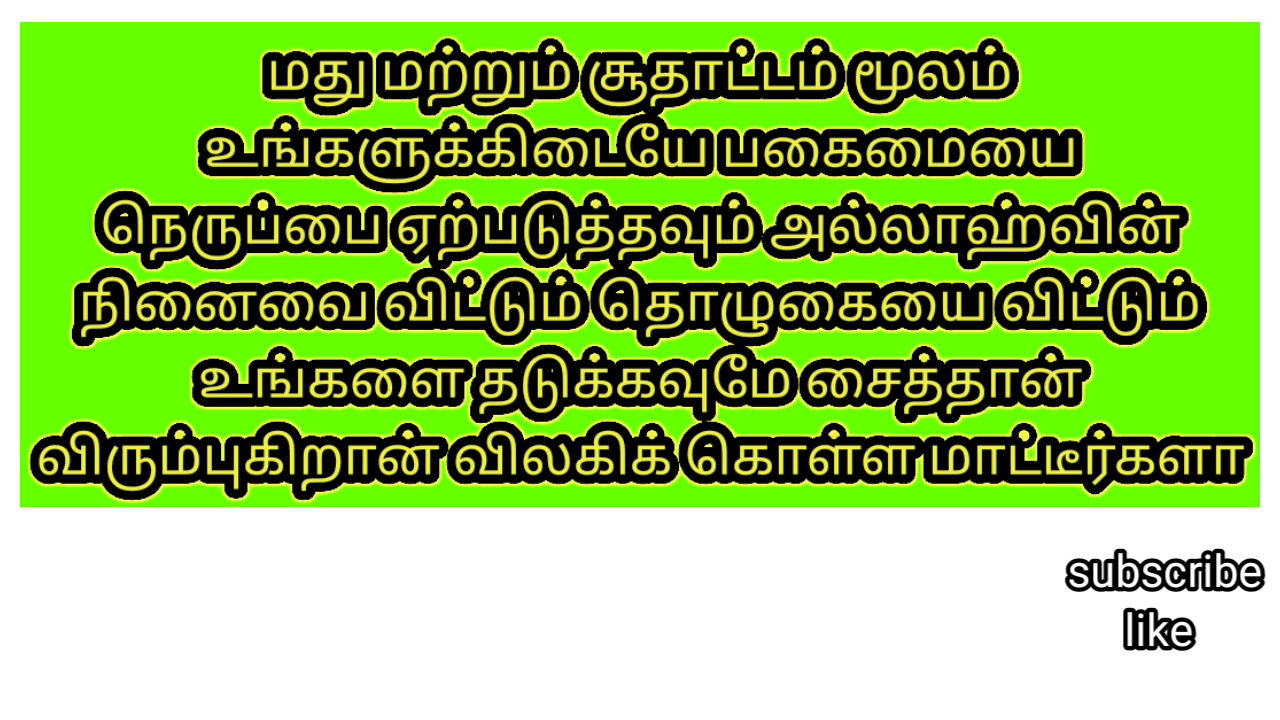 மது மற்றும் சூதாட்டம் மூலம்
உங்களுக்கிடையே பகைமையை
நெருப்பை ஏற்படுத்தவும் அல்லாஹ்வின்
நினைவை விட்டும் தொழுகையை விட்டும்
உங்களை தடுக்கவுமே சைத்தான்
விரும்புகிறான் விலகிக் கொள்ள மாட்டீர்களா
subscribe
like